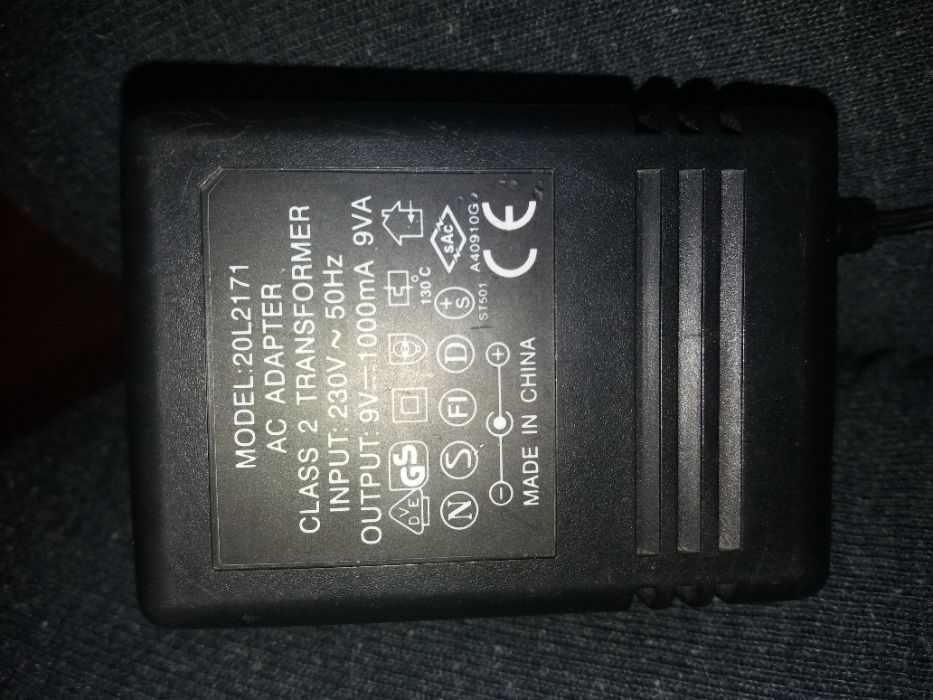 MODEL:20L2171
AC ADAPTER
CLASS 2 TRANSFORMER
INPUT: 230V ~ 50Hz
OUTPUT: 9V⎓1000mA 9VA
DVE GS 130°C SAC
N S FI D +S ST501 A40910G
- + CE
MADE IN CHINA